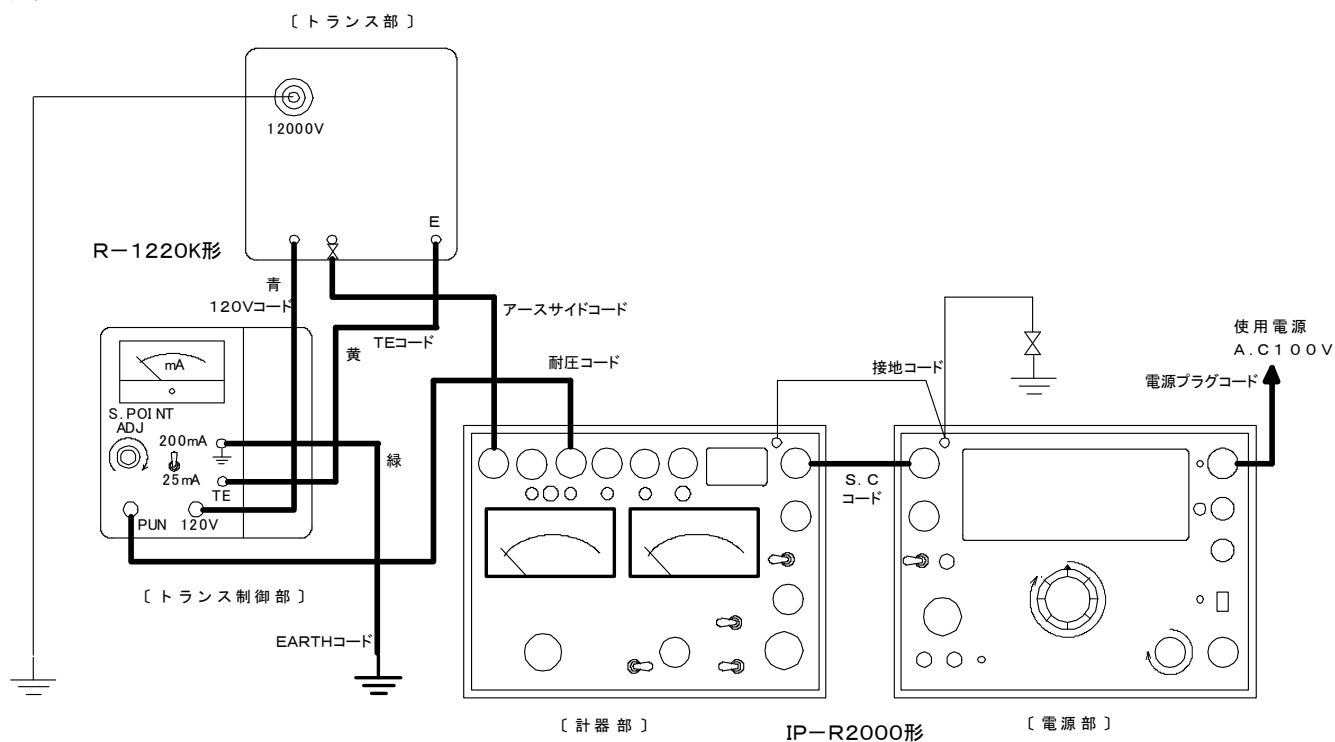 〔トランス部〕
12000V
E
R－1220K形
青
120Vコード
アースサイドコード
黄
TEコード
耐圧コード
接地コード
使用電源
A.C100V
電源プラグコード
mA
S.POINT
ADJ
200mA
25mA
TE
緑
PUN
120V
S.C
コード
〔トランス制御部〕
EARTHコード
〔計器部〕
IP－R2000形
〔電源部〕